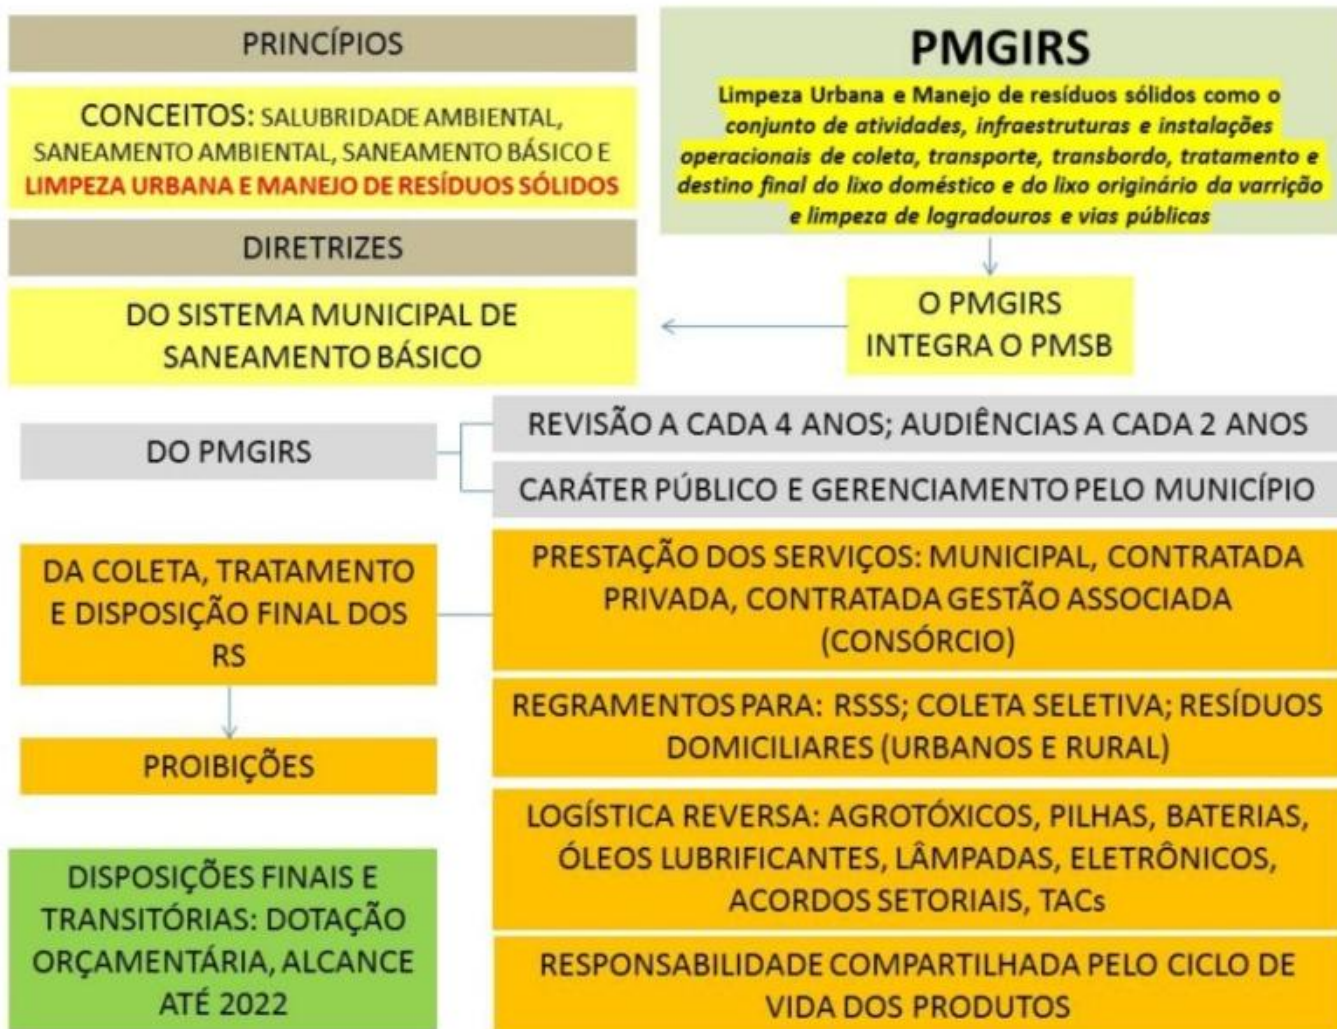 PRINCÍPIOS
CONCEITOS: SALUBRIDADE AMBIENTAL,
SANEAMENTO AMBIENTAL, SANEAMENTO BÁSICO E
LIMPEZA URBANA E MANEJO DE RESÍDUOS SÓLIDOS
DIRETRIZES
DO SISTEMA MUNICIPAL DE
SANEAMENTO BÁSICO
PMGIRS
Limpeza Urbana e Manejo de resíduos sólidos como o
conjunto de atividades, infraestruturas e instalações
operacionais de coleta, transporte, transbordo, tratamento e
destino final do lixo doméstico e do lixo originário da varrição
e limpeza de logradouros e vias públicas
O PMGIRS
INTEGRA O PMSB
DO PMGIRS
REVISÃO A CADA 4 ANOS; AUDIÊNCIAS A CADA 2 ANOS
CARÁTER PÚBLICO E GERENCIAMENTO PELO MUNICÍPIO
DA COLETA, TRATAMENTO
E DISPOSIÇÃO FINAL DOS
RS
PROIBIÇÕES
PRESTAÇÃO DOS SERVIÇOS: MUNICIPAL, CONTRATADA
PRIVADA, CONTRATADA GESTÃO ASSOCIADA
(CONSÓRCIO)
REGRAMENTOS PARA: RSSS; COLETA SELETIVA; RESÍDUOS
DOMICILIARES (URBANOS E RURAL)
LOGÍSTICA REVERSA: AGROTÓXICOS, PILHAS, BATERIAS,
ÓLEOS LUBRIFICANTES, LÂMPADAS, ELETRÔNICOS,
ACORDOS SETORIAIS, TACs
RESPONSABILIDADE COMPARTILHADA PELO CICLO DE
VIDA DOS PRODUTOS
DISPOSIÇÕES FINAIS E
TRANSITÓRIAS: DOTAÇÃO
ORÇAMENTÁRIA, ALCANCE
ATÉ 2022